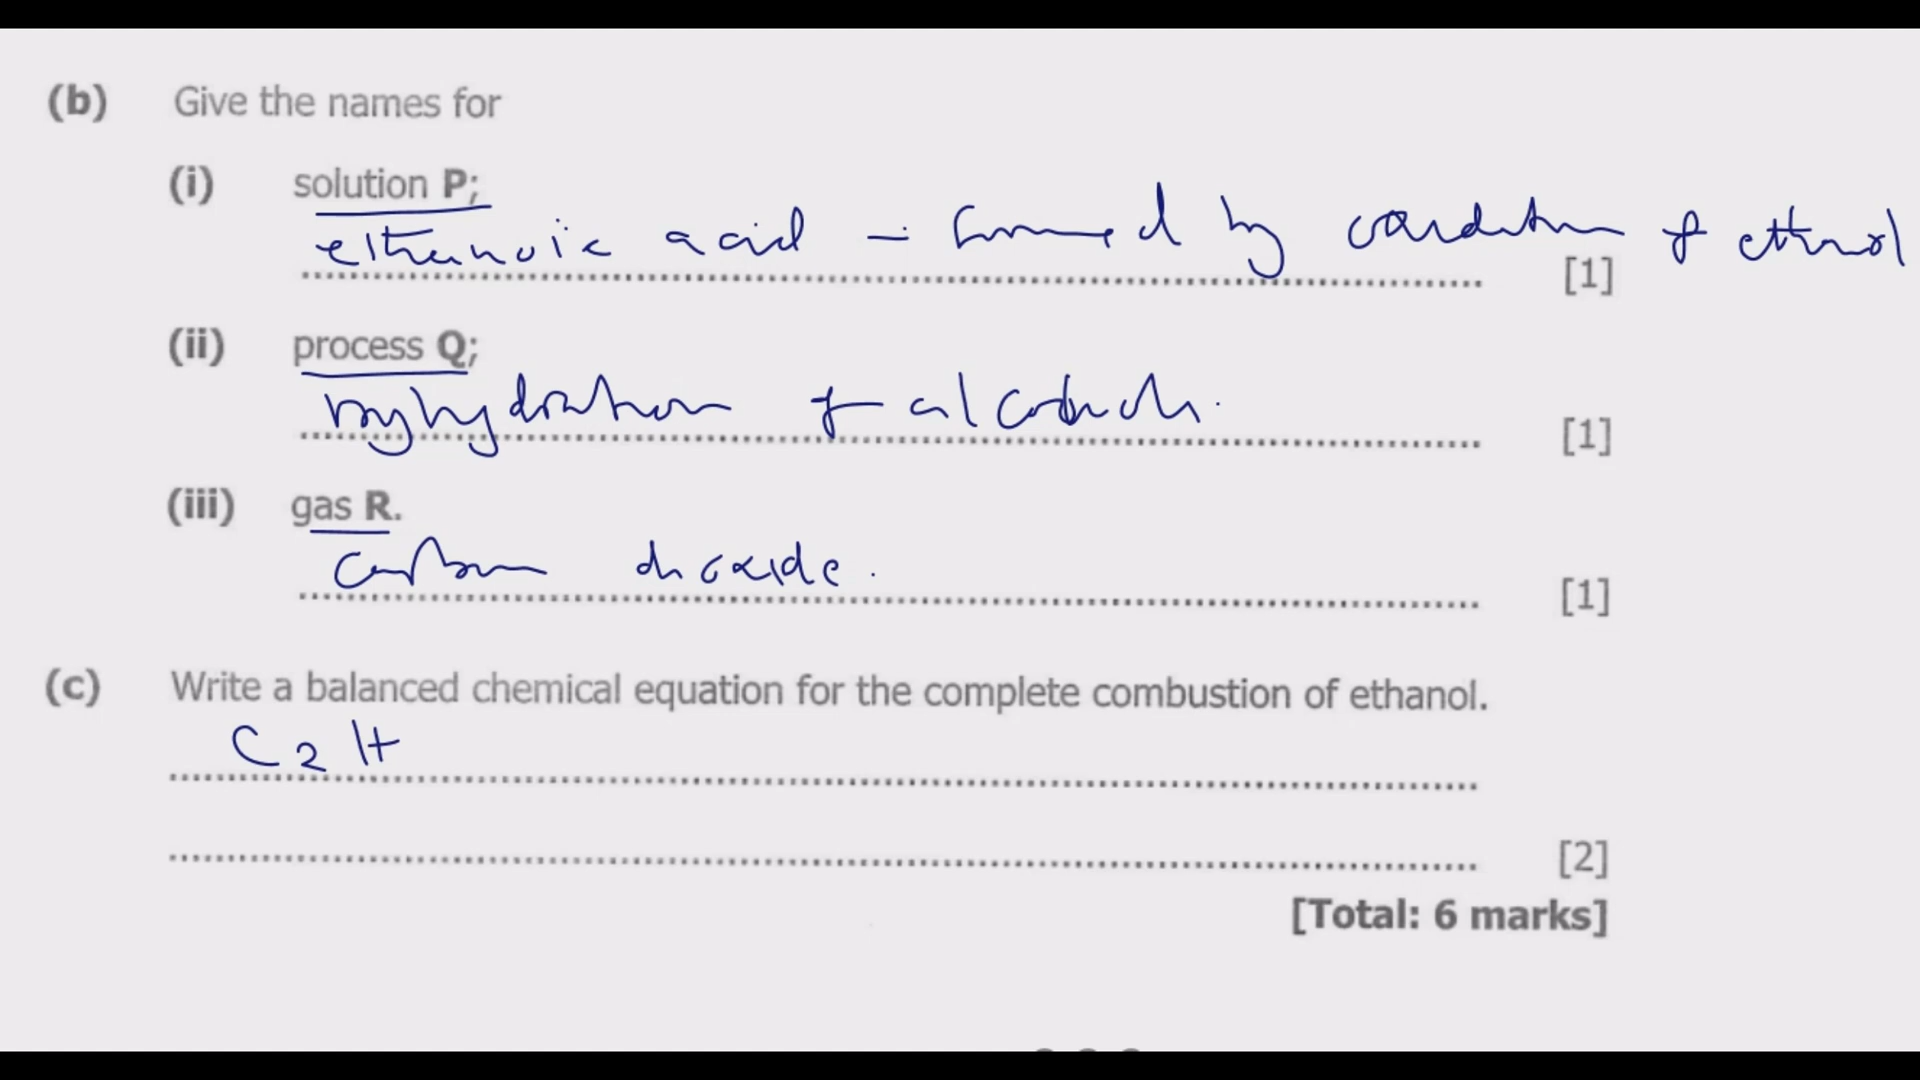 (b) Give the names for
(i) solution P;
ethanoic acid - formed by oxidation of ethanol
[1]
(ii) process Q;
of alcohols.
[1]
(iii) gas R.
carbon dioxide.
[1]
(c) Write a balanced chemical equation for the complete combustion of ethanol.
C2H
[2]
[Total: 6 marks]